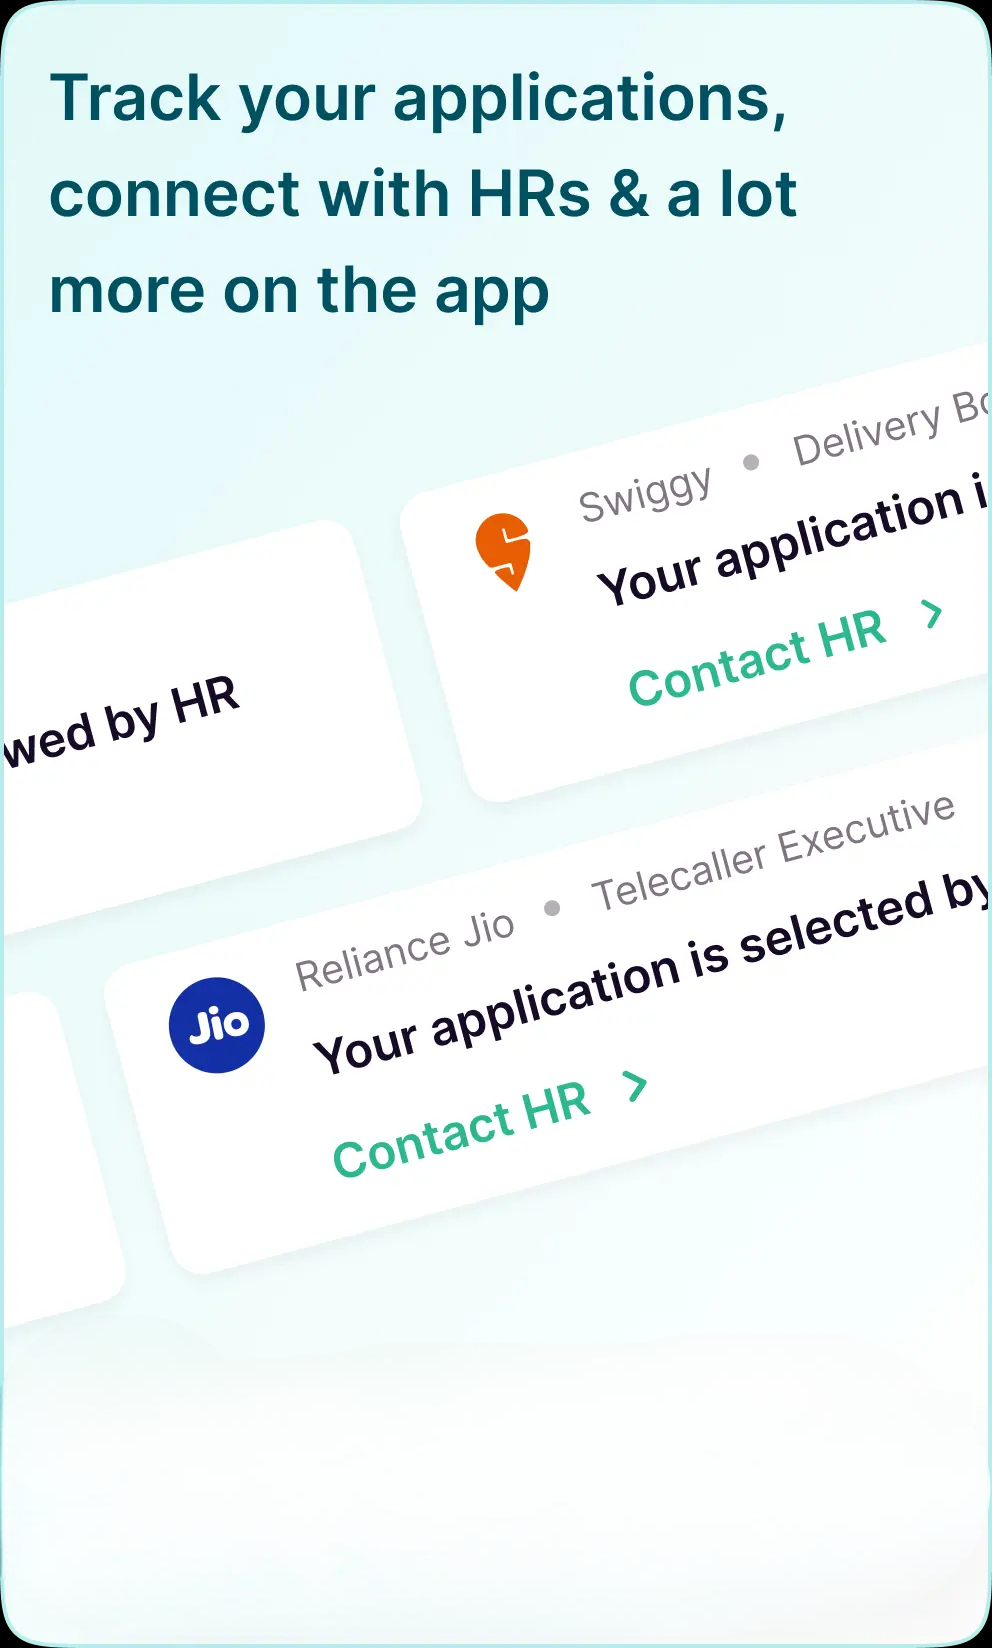 Track your applications,
connect with HRs & a lot
more on the app
Swiggy • Delivery
Your application
Contact HR >
by HR
Reliance Jio • Telecaller Executive
Jio
Your application is selected by
Contact HR >